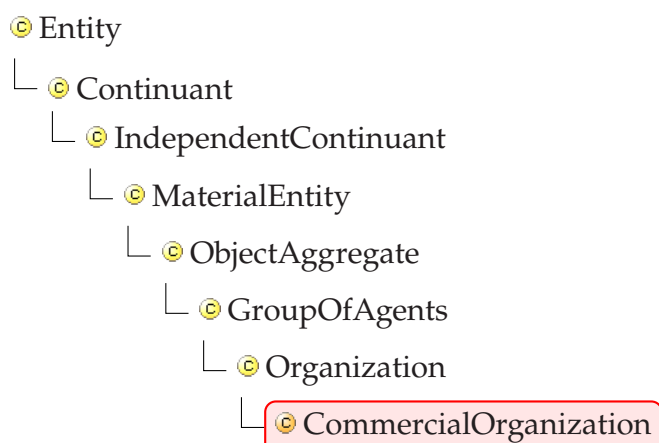 C Entity
C Continuant
C IndependentContinuant
C MaterialEntity
C ObjectAggregate
C GroupOfAgents
C Organization
C CommercialOrganization